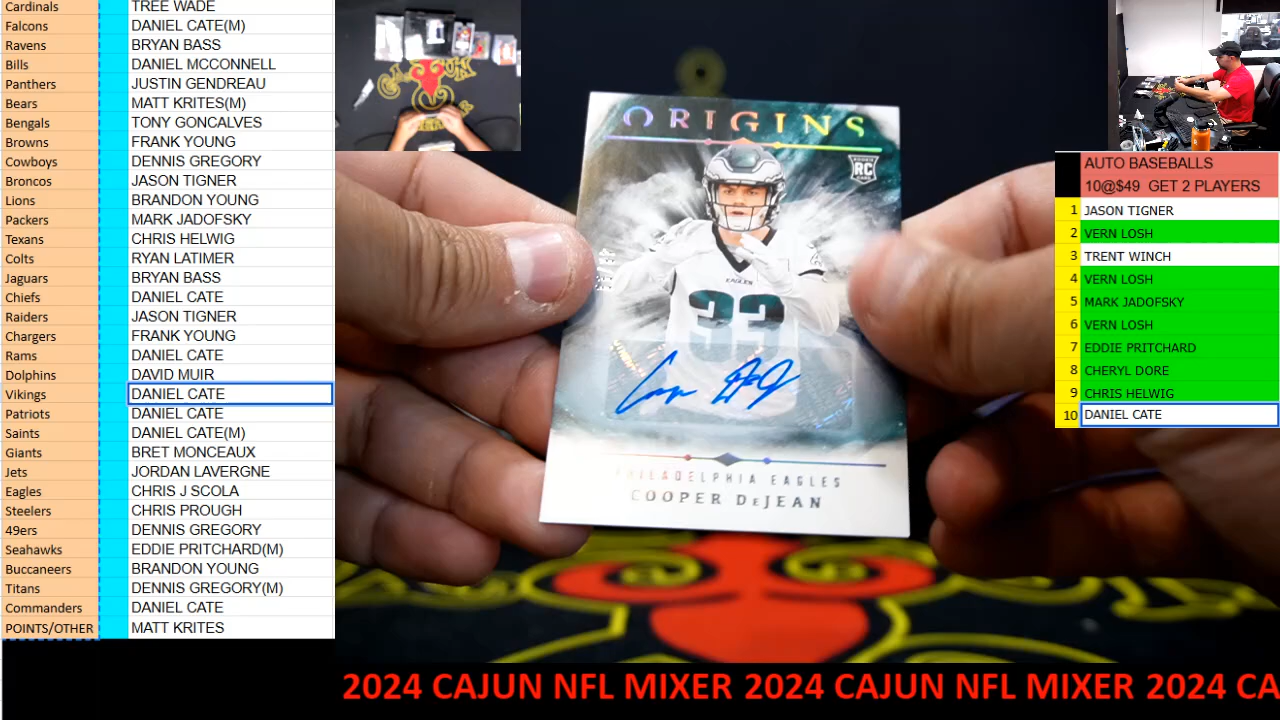 Cardinals TREE WADE
Falcons DANIEL CATE(M)
Ravens BRYAN BASS
Bills DANIEL MCCONNELL
Panthers JUSTIN GENDREAU
Bears MATT KRITES(M)
Bengals TONY GONCALVES
Browns FRANK YOUNG
Cowboys DENNIS GREGORY
Broncos JASON TIGNER
Lions BRANDON YOUNG
Packers MARK JADOFSKY
Texans CHRIS HELWIG
Colts RYAN LATIMER
Jaguars BRYAN BASS
Chiefs DANIEL CATE
Raiders JASON TIGNER
Chargers FRANK YOUNG
Rams DANIEL CATE
Dolphins DAVID MUIR
Vikings DANIEL CATE
Patriots DANIEL CATE
Saints DANIEL CATE(M)
Giants BRET MONCEAUX
Jets JORDAN LAVERGNE
Eagles CHRIS J SCOLA
Steelers CHRIS PROUGH
49ers DENNIS GREGORY
Seahawks EDDIE PRITCHARD(M)
Buccaneers BRANDON YOUNG
Titans DENNIS GREGORY(M)
Commanders DANIEL CATE
POINTS/OTHER MATT KRITES
ORIGINS
RC
EAGLES
33
PHILADELPHIA EAGLES
COOPER DeJEAN
AUTO BASEBALLS
10@$49 GET 2 PLAYERS
1 JASON TIGNER
2 VERN LOSH
3 TRENT WINCH
4 VERN LOSH
5 MARK JADOFSKY
6 VERN LOSH
7 EDDIE PRITCHARD
8 CHERYL DORE
9 CHRIS HELWIG
10 DANIEL CATE
2024 CAJUN NFL MIXER 2024 CAJUN NFL MIXER 2024 CA